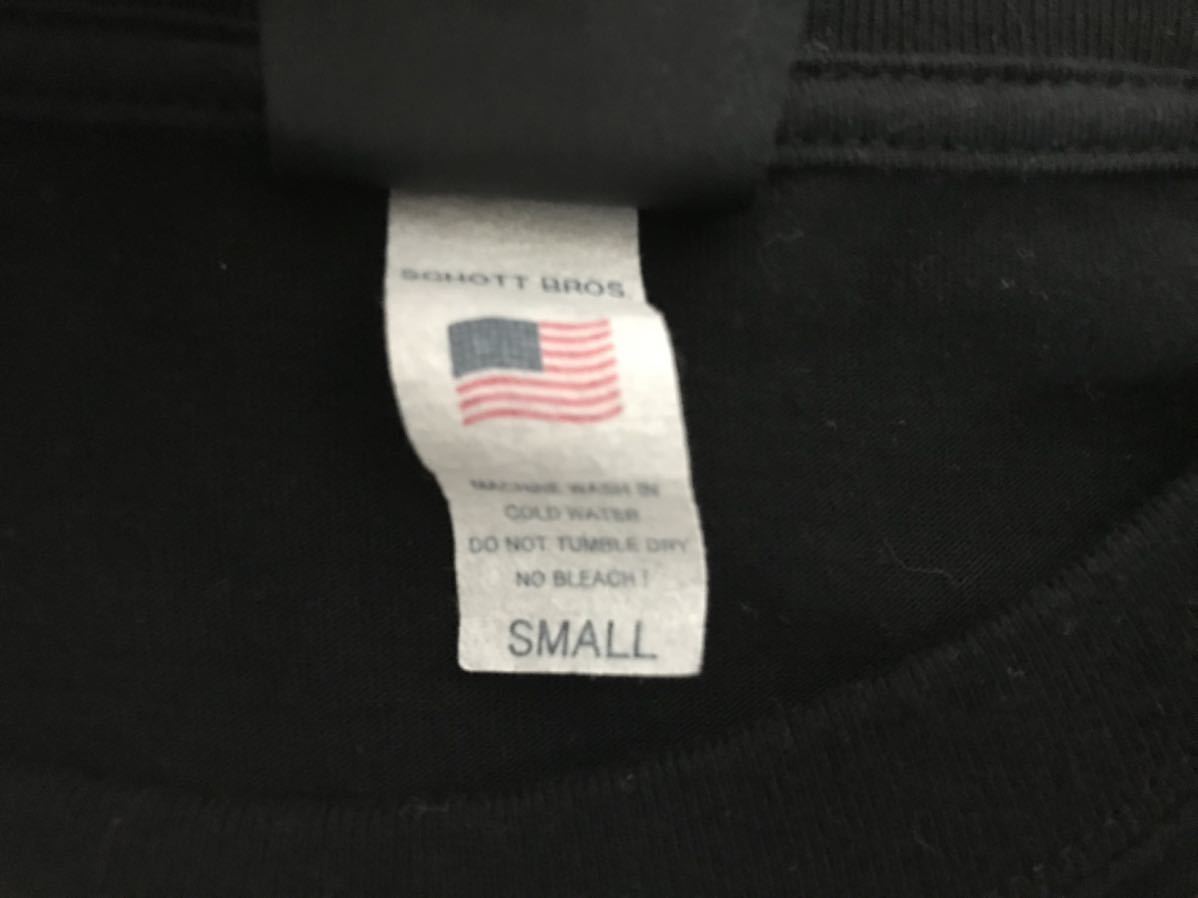 SCHOTT BROS.
MACHINE WASH IN
COLD WATER
DO NOT TUMBLE DRY
NO BLEACH !
SMALL